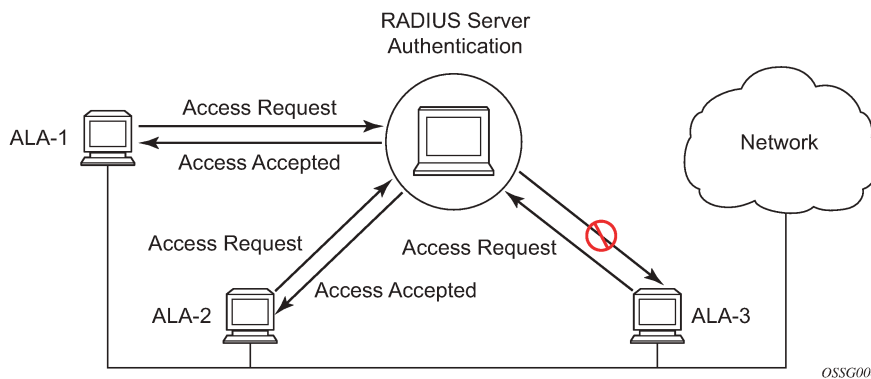 RADIUS Server
Authentication
Access Request
ALA-1
Access Accepted
Network
Access Request
Access Request
Access Accepted
ALA-2
ALA-3
OSSG00